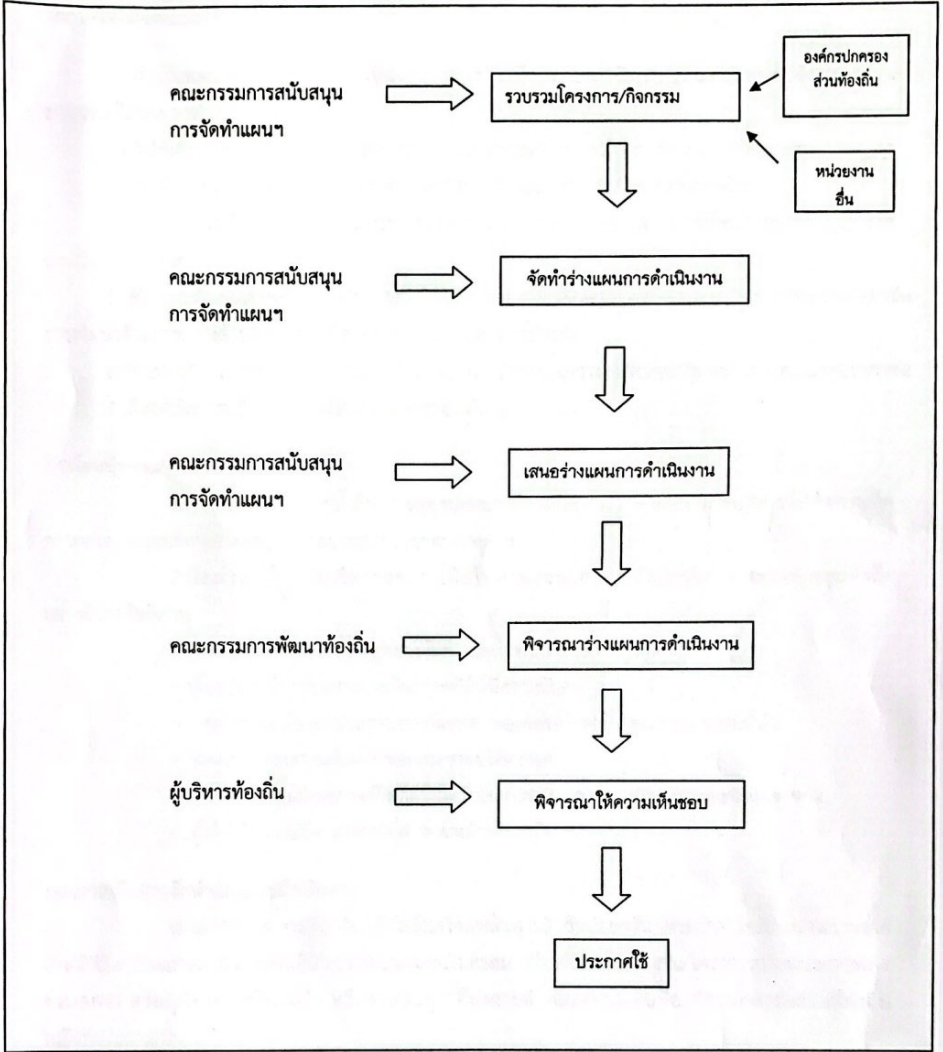 องค์กรปกครอง
ส่วนท้องถิ่น
คณะกรรมการสนับสนุน
การจัดทำแผนฯ
รวบรวมโครงการ/กิจกรรม
หน่วยงาน
อื่น
คณะกรรมการสนับสนุน
การจัดทำแผนฯ
จัดทำร่างแผนการดำเนินงาน
คณะกรรมการสนับสนุน
การจัดทำแผนฯ
เสนอร่างแผนการดำเนินงาน
คณะกรรมการพัฒนาท้องถิ่น
พิจารณาร่างแผนการดำเนินงาน
ผู้บริหารท้องถิ่น
พิจารณาให้ความเห็นชอบ
ประกาศใช้